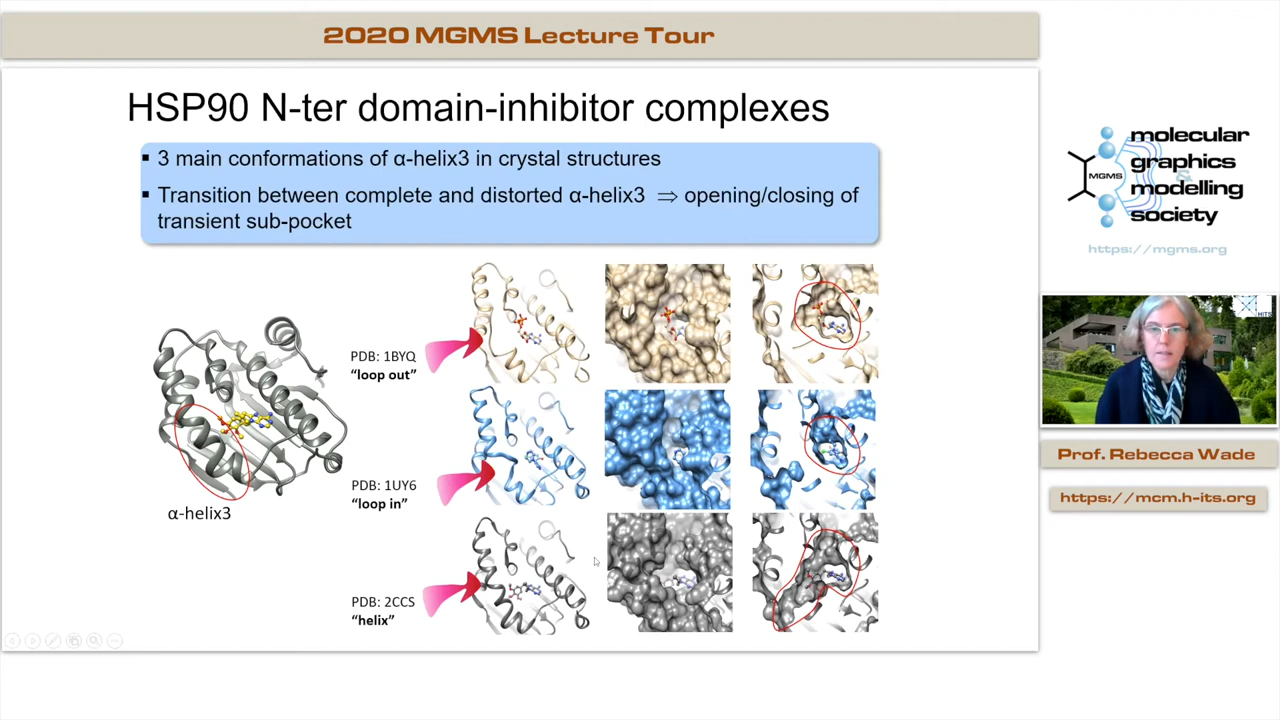 2020 MGMS Lecture Tour
HSP90 N-ter domain-inhibitor complexes
▪ 3 main conformations of α-helix3 in crystal structures
▪ Transition between complete and distorted α-helix3 ⇒ opening/closing of
transient sub-pocket
α-helix3
PDB: 1BYQ
“loop out”
PDB: 1UY6
“loop in”
PDB: 2CCS
“helix”
MGMS
molecular
graphics
&
modelling
society
https://mgms.org
HITS
Prof. Rebecca Wade
https://mcm.h-its.org